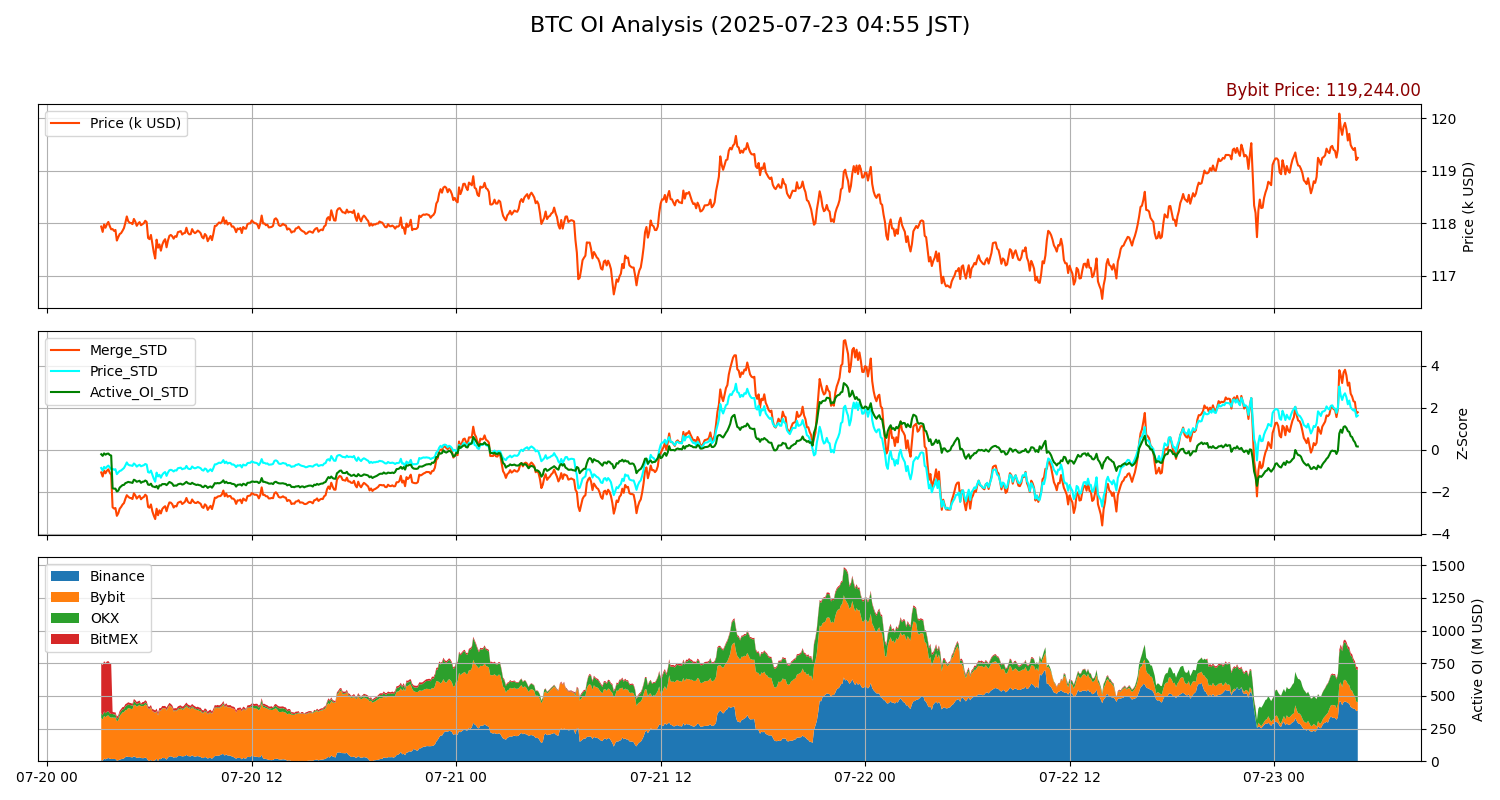 BTC OI Analysis (2025-07-23 04:55 JST)
Bybit Price: 119,244.00
Price (k USD)
120
119
118
117
Price (k USD)
Merge_STD
Price_STD
Active_OI_STD
4
2
0
−2
−4
Z-Score
Binance
Bybit
OKX
BitMEX
1500
1250
1000
750
500
250
0
Active OI (M USD)
07-20 00
07-20 12
07-21 00
07-21 12
07-22 00
07-22 12
07-23 00